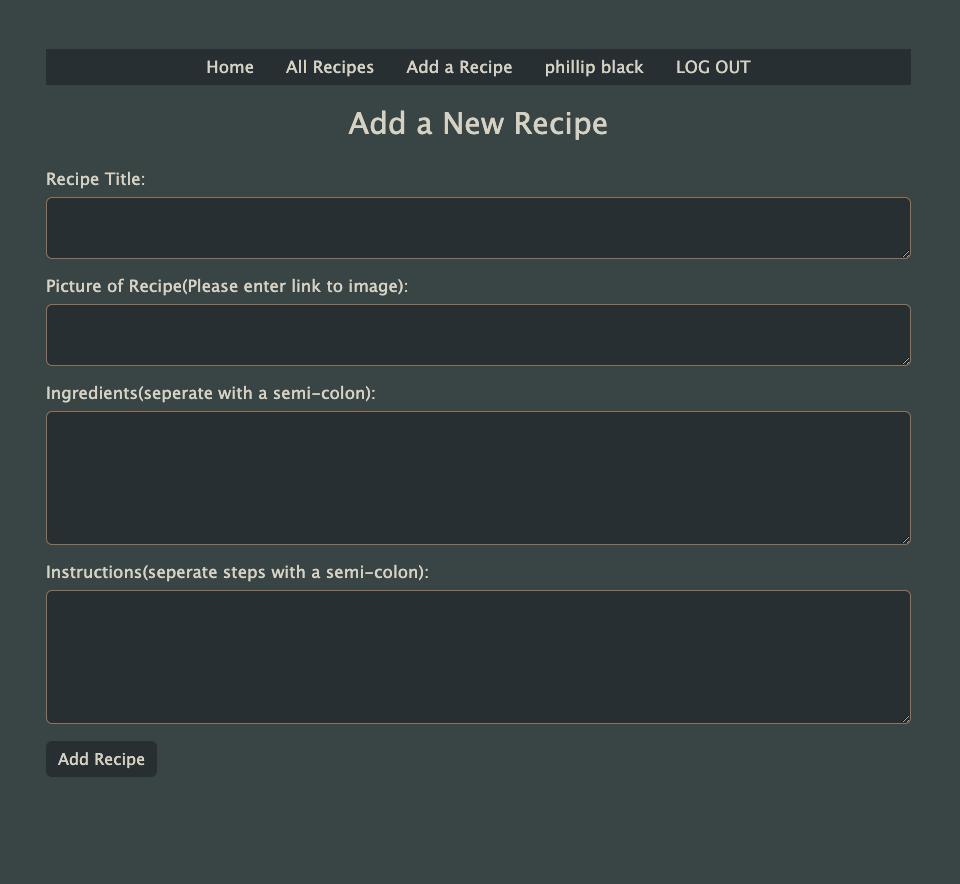 Home All Recipes Add a Recipe phillip black LOG OUT
Add a New Recipe
Recipe Title:
Picture of Recipe(Please enter link to image):
Ingredients(seperate with a semi-colon):
Instructions(seperate steps with a semi-colon):
Add Recipe